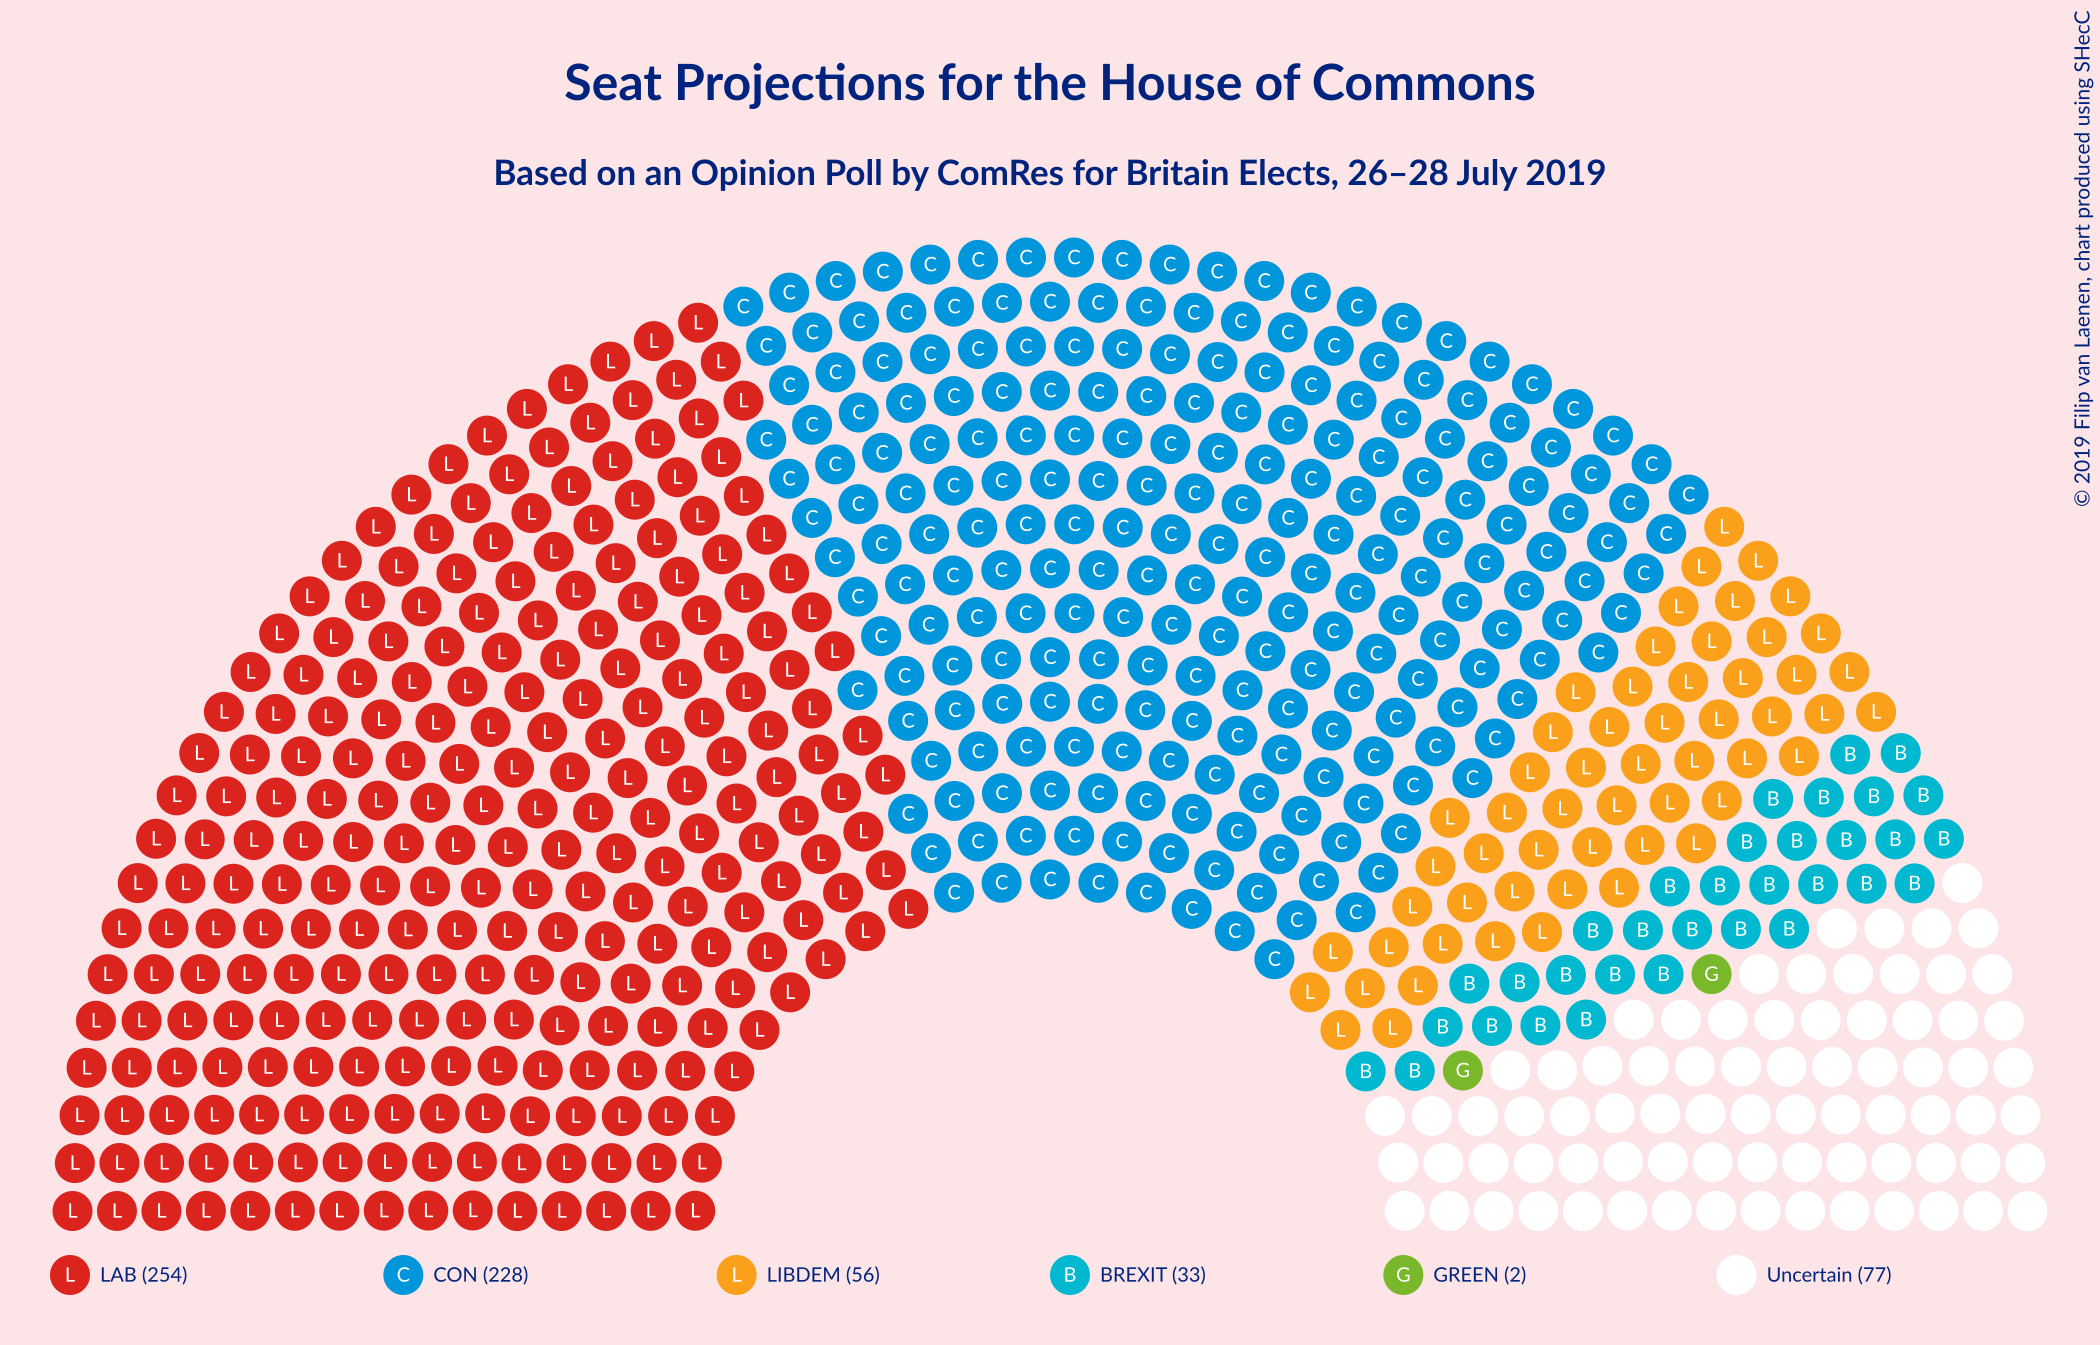 Seat Projections for the House of Commons
Based on an Opinion Poll by ComRes for Britain Elects, 26–28 July 2019
© 2019 Filip van Laenen, chart produced using SHecC
L LAB (254)
C CON (228)
L LIBDEM (56)
B BREXIT (33)
G GREEN (2)
Uncertain (77)